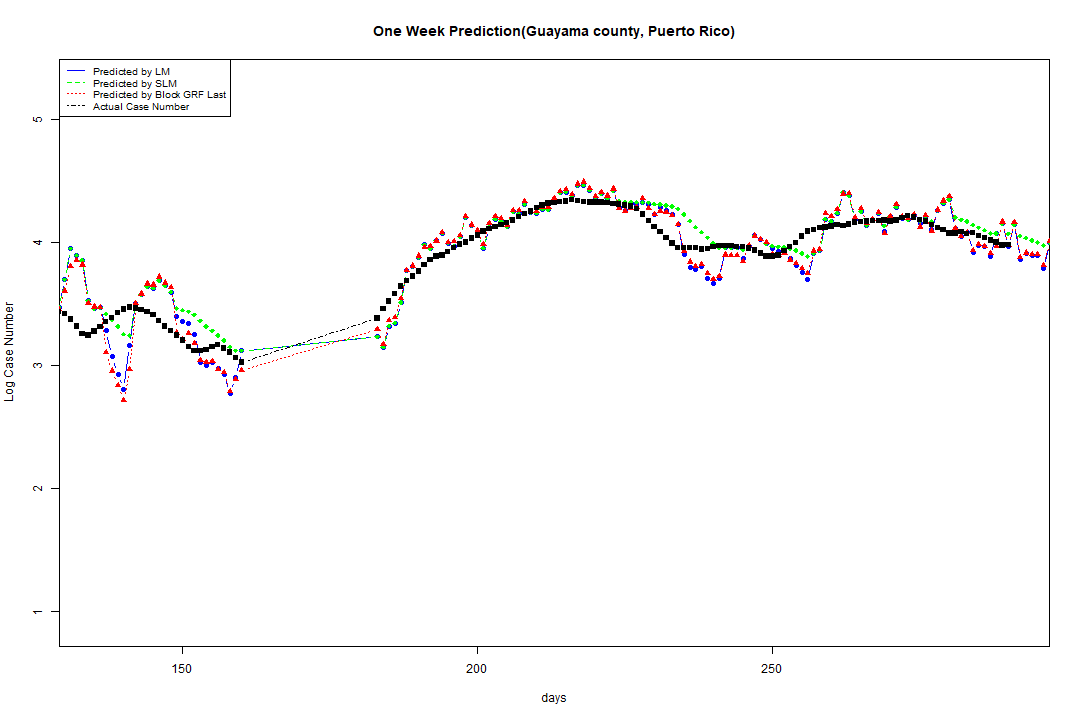 One Week Prediction(Guayama county, Puerto Rico)
Predicted by LM
Predicted by SLM
Predicted by Block GRF Last
Actual Case Number
Log Case Number
5
4
3
2
1
150 200 250
days